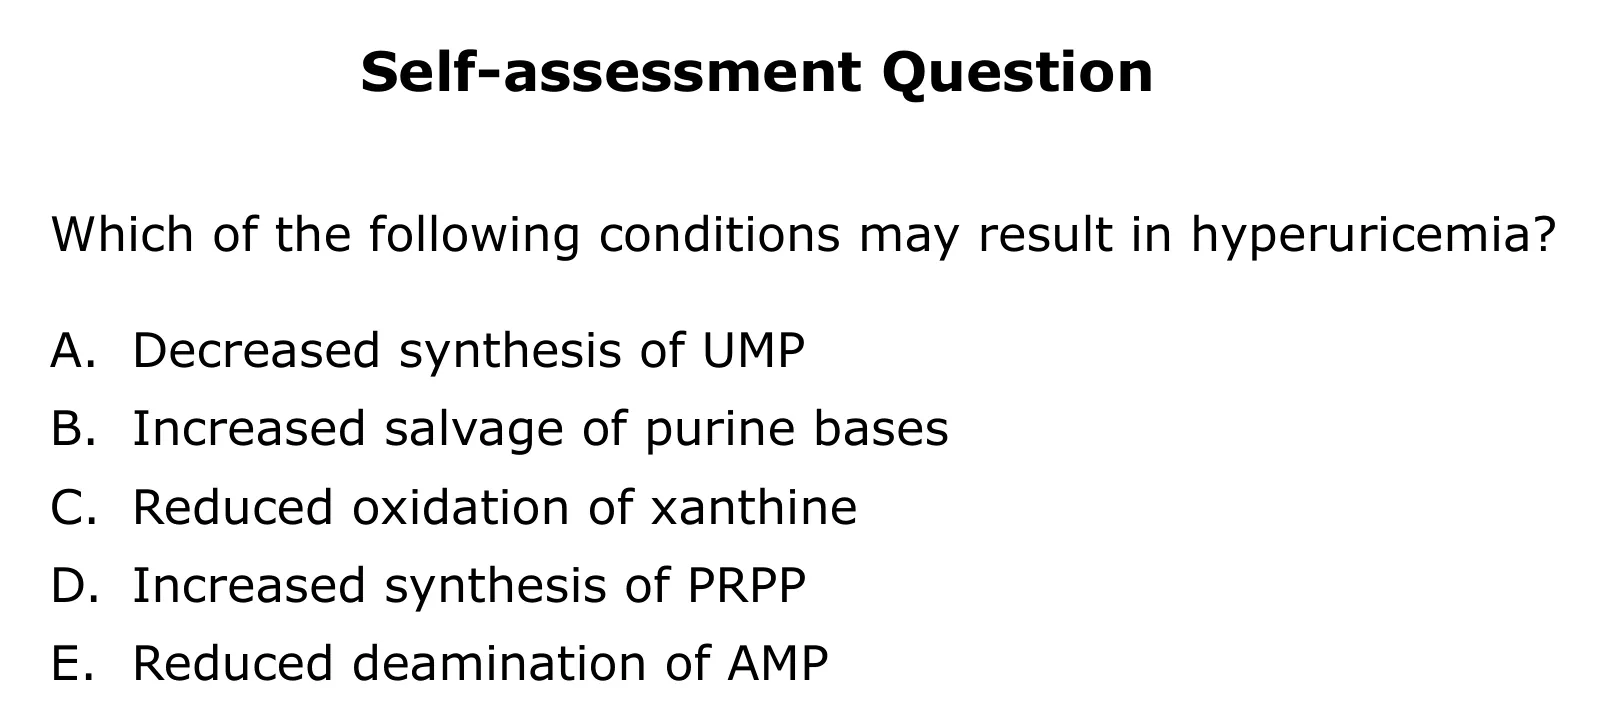 Self-assessment Question
Which of the following conditions may result in hyperuricemia?
A. Decreased synthesis of UMP
B. Increased salvage of purine bases
C. Reduced oxidation of xanthine
D. Increased synthesis of PRPP
E. Reduced deamination of AMP